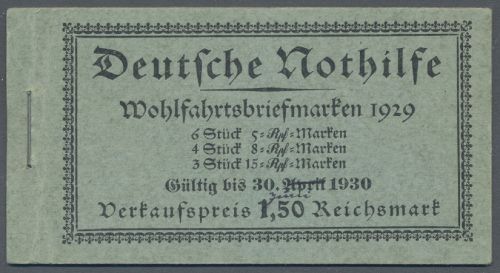 Deutsche Nothilfe
Wohlfahrtsbriefmarken 1929
6 Stück 5=Rpf=Marken
4 Stück 8=Rpf=Marken
3 Stück 15=Rpf=Marken
Gültig bis 30. April 1930
Juni
Verkaufspreis 1,50 Reichsmark